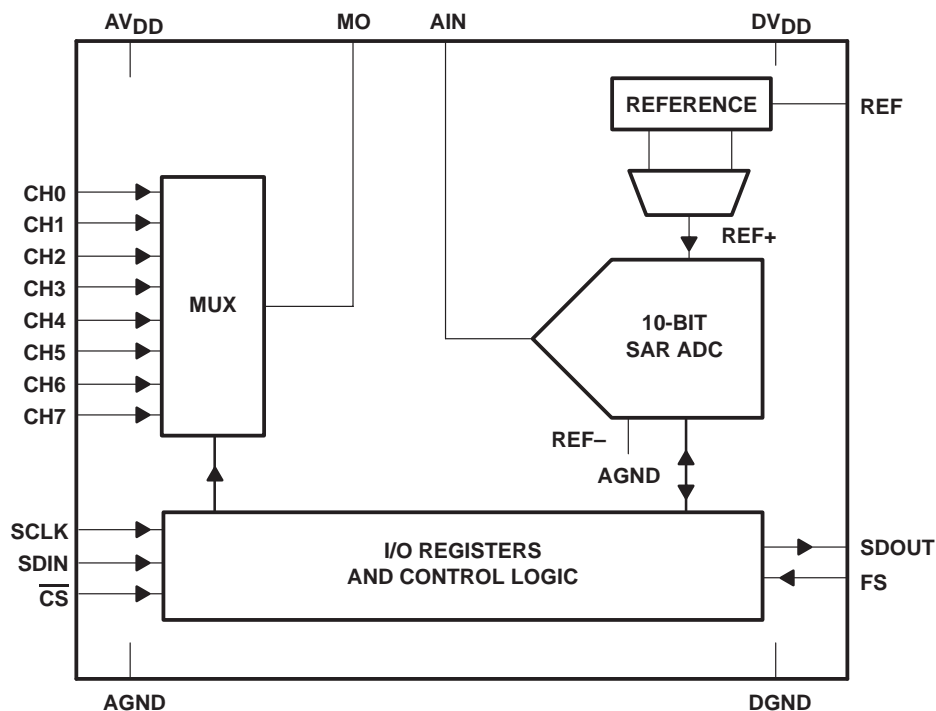 AVDD MO AIN DVDD
REFERENCE
REF
CH0
CH1
CH2
CH3
CH4
CH5
CH6
CH7
MUX
REF+
10-BIT
SAR ADC
REF–
AGND
SCLK
SDIN
CS
I/O REGISTERS
AND CONTROL LOGIC
SDOUT
FS
AGND DGND